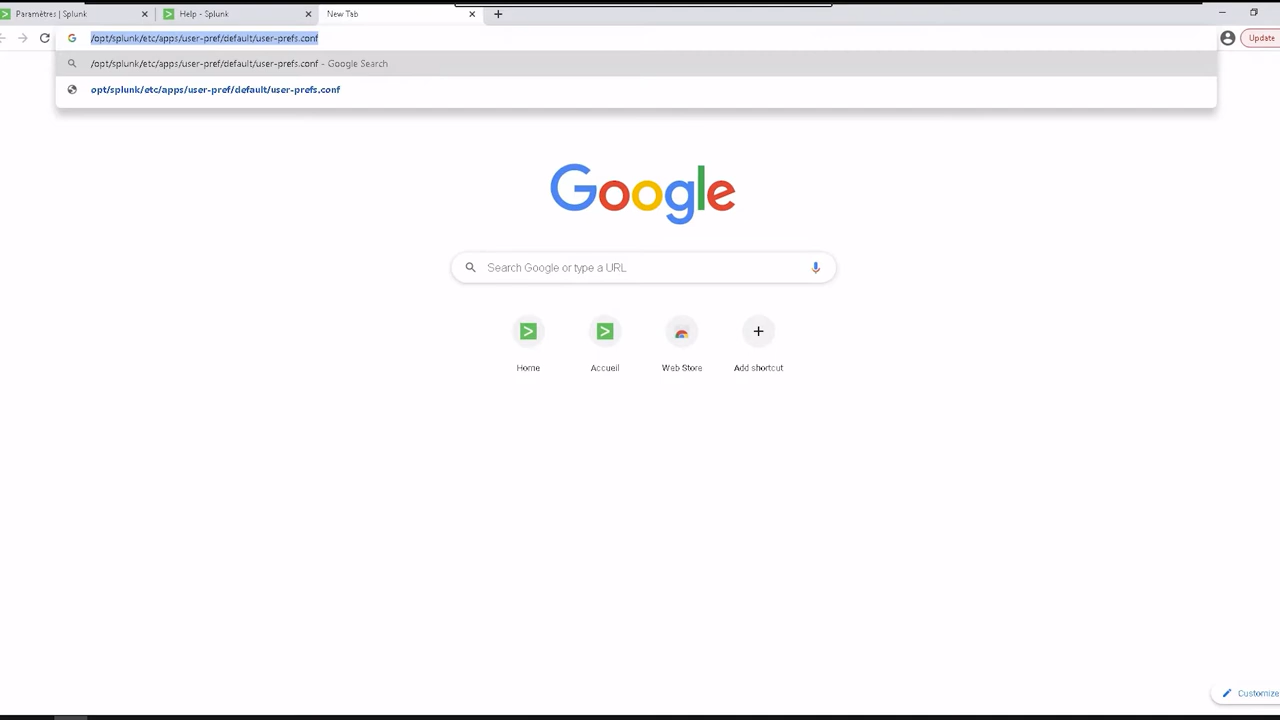 Paramètres | Splunk
Help - Splunk
New Tab
/opt/splunk/etc/apps/user-pref/default/user-prefs.conf
Update
/opt/splunk/etc/apps/user-pref/default/user-prefs.conf - Google Search
opt/splunk/etc/apps/user-pref/default/user-prefs.conf
Google
Search Google or type a URL
Home
Accueil
Web Store
Add shortcut
Customize